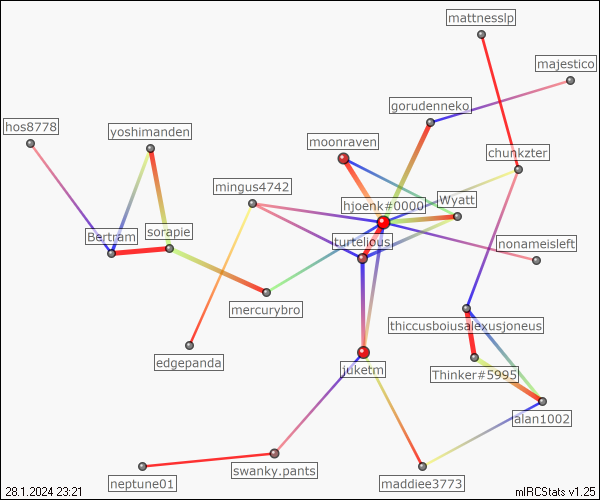 mattnesslp
majestico
gorudenneko
hos8778
yoshimanden
moonraven
chunkzter
mingus4742
hjoenk#0000
Wyatt
Bertram
sorapie
turtelious
nonameisleft
mercurybro
thiccusboiusalexusjoneus
edgepanda
juketm
Thinker#5995
alan1002
swanky.pants
maddiee3773
neptune01
28.1.2024 23:21
mIRCStats v1.25